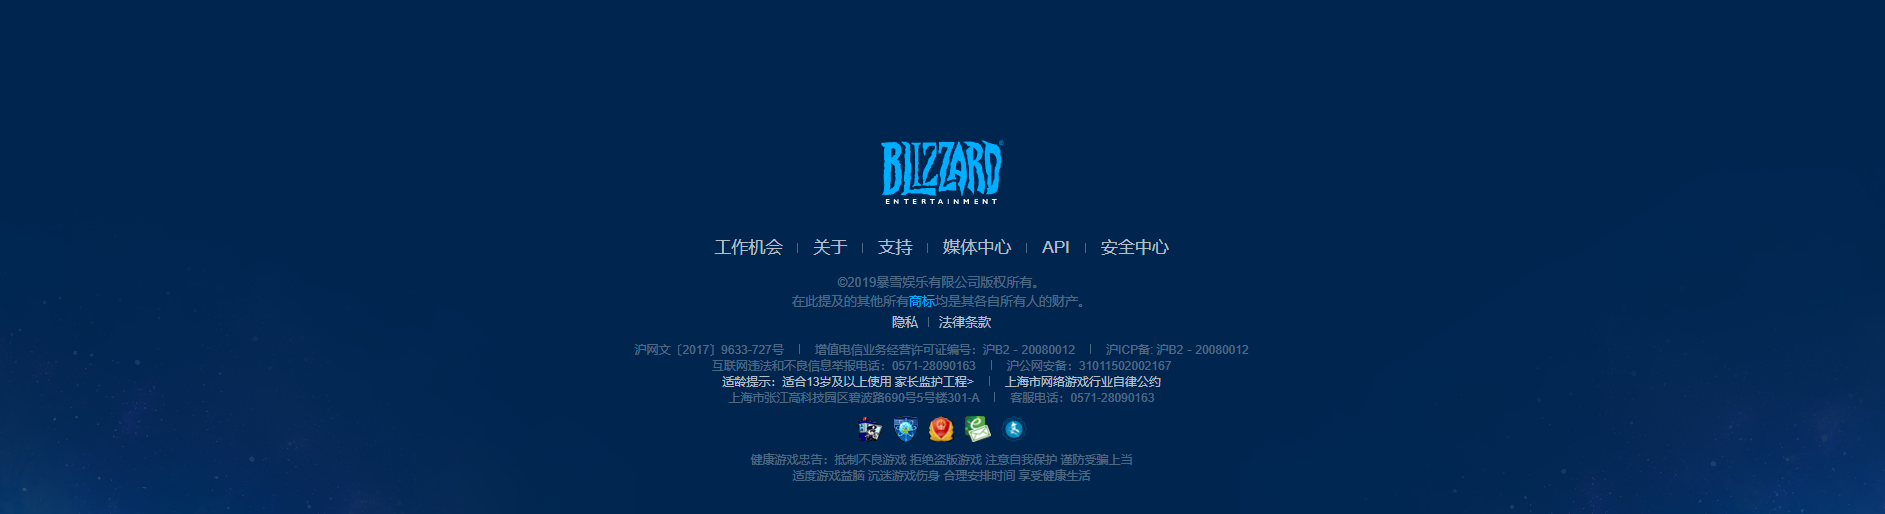 BLIZZARD®
ENTERTAINMENT
工作机会 | 关于 | 支持 | 媒体中心 | API | 安全中心
©2019暴雪娱乐有限公司版权所有。
在此提及的其他所有商标均是其各自所有人的财产。
隐私 | 法律条款
沪网文〔2017〕9633-727号 | 增值电信业务经营许可证编号：沪B2 - 20080012 | 沪ICP备: 沪B2 - 20080012
互联网违法和不良信息举报电话：0571-28090163 | 沪公网安备：31011502002167
适龄提示：适合13岁及以上使用 家长监护工程> | 上海市网络游戏行业自律公约
上海市张江高科技园区碧波路690号5号楼301-A | 客服电话：0571-28090163
健康游戏忠告：抵制不良游戏 拒绝盗版游戏 注意自我保护 谨防受骗上当
适度游戏益脑 沉迷游戏伤身 合理安排时间 享受健康生活